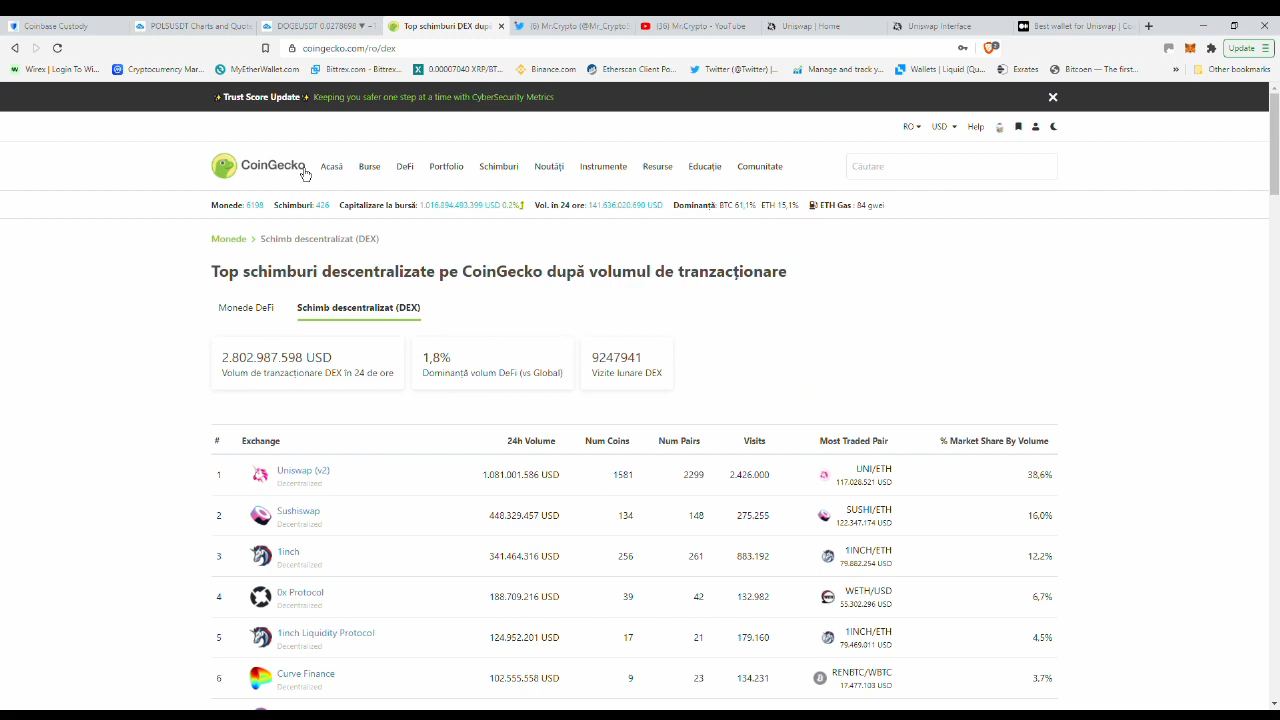 Coinbase Custody
POLSUSDT Charts and Quote
DOGEUSDT 0.0278698 ▼ −1
Top schimburi DEX dupi
(6) Mr.Crypto (@Mr_Crypto
(36) Mr.Crypto - YouTube
Uniswap | Home
Uniswap Interface
Best wallet for Uniswap | Co
coingecko.com/ro/dex
Update
Wirex | Login To Wi...
Cryptocurrency Mar...
MyEtherWallet.com...
Bittrex.com - Bittrex...
0.00007040 XRP/BT...
Binance.com
Etherscan Client Po...
Twitter (@Twitter) |...
Manage and track y...
Wallets | Liquid (Qu...
Exrates
Bitcoen — The first...
»
Other bookmarks
Trust Score Update
Keeping you safer one step at a time with CyberSecurity Metrics
RO USD Help
CoinGecko
Acasă Burse DeFi Portfolio Schimburi Noutăți Instrumente Resurse Educație Comunitate
Căutare
Monede: 6198 Schimburi: 426 Capitalizare la bursă: 1.016.894.493.399 USD 0.2% Vol. în 24 ore: 141.636.020.690 USD Dominanță: BTC 61,1% ETH 15,1% ETH Gas : 84 gwei
Monede > Schimb descentralizat (DEX)
Top schimburi descentralizate pe CoinGecko după volumul de tranzacționare
Monede DeFi Schimb descentralizat (DEX)
2.802.987.598 USD
Volum de tranzacționare DEX în 24 de ore
1,8%
Dominanță volum DeFi (vs Global)
9247941
Vizite lunare DEX
# Exchange 24h Volume Num Coins Num Pairs Visits Most Traded Pair % Market Share By Volume
1 Uniswap (v2) 1.081.001.586 USD 1581 2299 2.426.000 UNI/ETH 38,6%
Decentralized 117.028.521 USD
2 Sushiswap 448.329.457 USD 134 148 275.255 SUSHI/ETH 16,0%
Decentralized 122.347.174 USD
3 1inch 341.464.316 USD 256 261 883.192 1INCH/ETH 12,2%
Decentralized 79.882.254 USD
4 0x Protocol 188.709.216 USD 39 42 132.982 WETH/USD 6,7%
Decentralized 55.302.296 USD
5 1inch Liquidity Protocol 124.952.201 USD 17 21 179.160 1INCH/ETH 4,5%
Decentralized 79.469.011 USD
6 Curve Finance 102.555.558 USD 9 23 134.231 RENBTC/WBTC 3,7%
Decentralized 17.477.103 USD